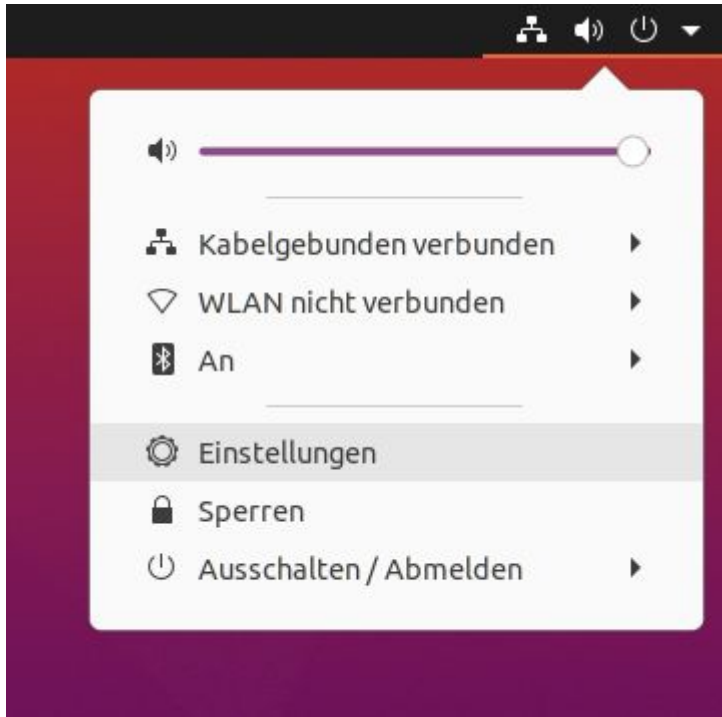 Kabelgebunden verbunden
WLAN nicht verbunden
An
Einstellungen
Sperren
Ausschalten / Abmelden